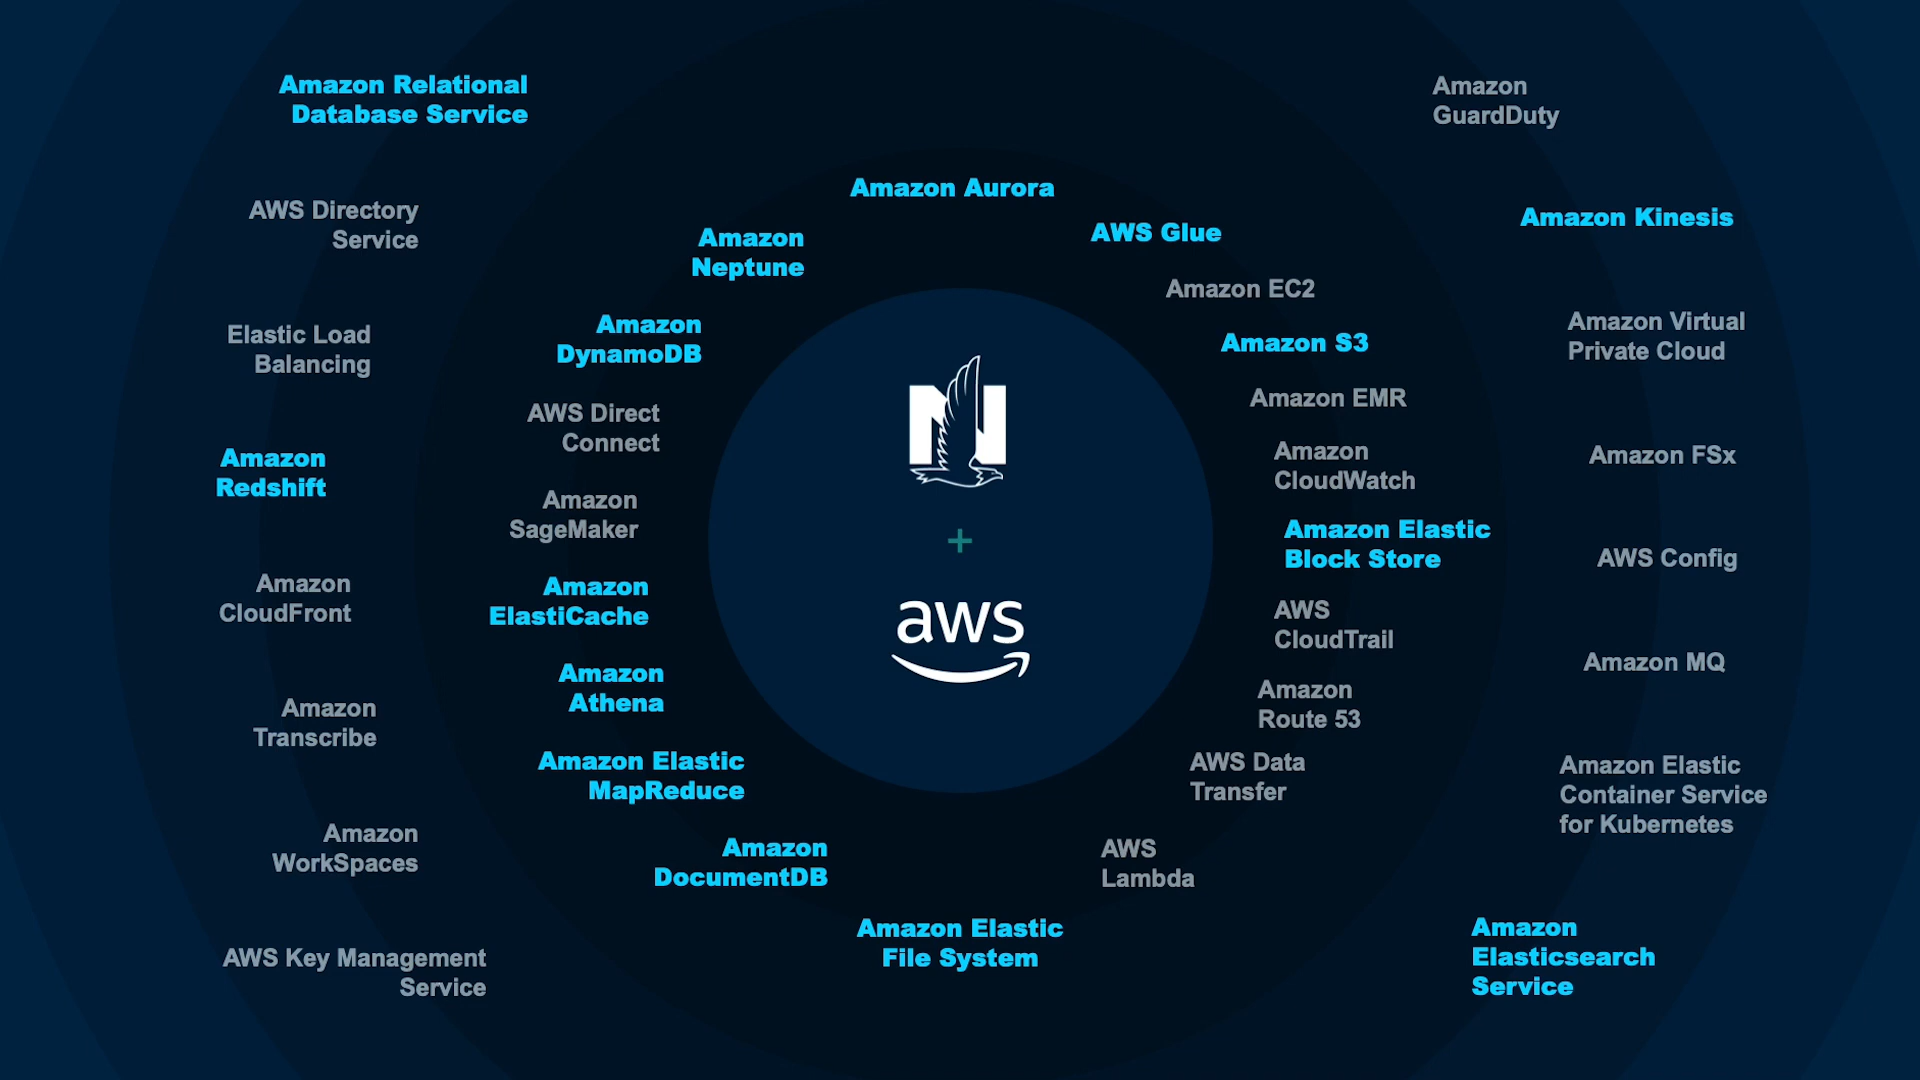 Amazon Relational
Database Service
Amazon
GuardDuty
Amazon Aurora
AWS Directory
Service
Amazon Kinesis
AWS Glue
Amazon
Neptune
Amazon EC2
Amazon
DynamoDB
Amazon Virtual
Private Cloud
Elastic Load
Balancing
Amazon S3
Amazon EMR
AWS Direct
Connect
N
Amazon
CloudWatch
Amazon FSx
Amazon
Redshift
Amazon
SageMaker
Amazon Elastic
Block Store
+
AWS Config
Amazon
CloudFront
Amazon
ElastiCache
aws
AWS
CloudTrail
Amazon MQ
Amazon
Athena
Amazon
Route 53
Amazon
Transcribe
Amazon Elastic
MapReduce
AWS Data
Transfer
Amazon Elastic
Container Service
for Kubernetes
Amazon
WorkSpaces
Amazon
DocumentDB
AWS
Lambda
Amazon Elastic
File System
Amazon
Elasticsearch
Service
AWS Key Management
Service